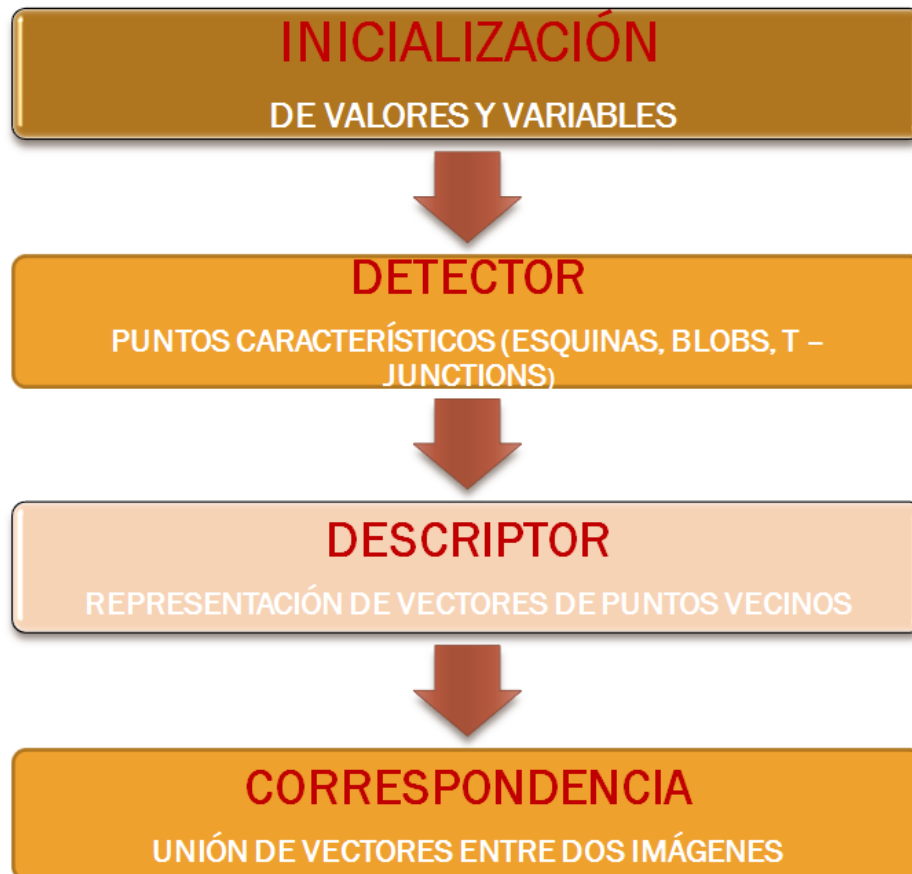 INICIALIZACIÓN
DE VALORES Y VARIABLES
DETECTOR
PUNTOS CARACTERÍSTICOS (ESQUINAS, BLOBS, T –
JUNCTIONS)
DESCRIPTOR
REPRESENTACIÓN DE VECTORES DE PUNTOS VECINOS
CORRESPONDENCIA
UNIÓN DE VECTORES ENTRE DOS IMÁGENES